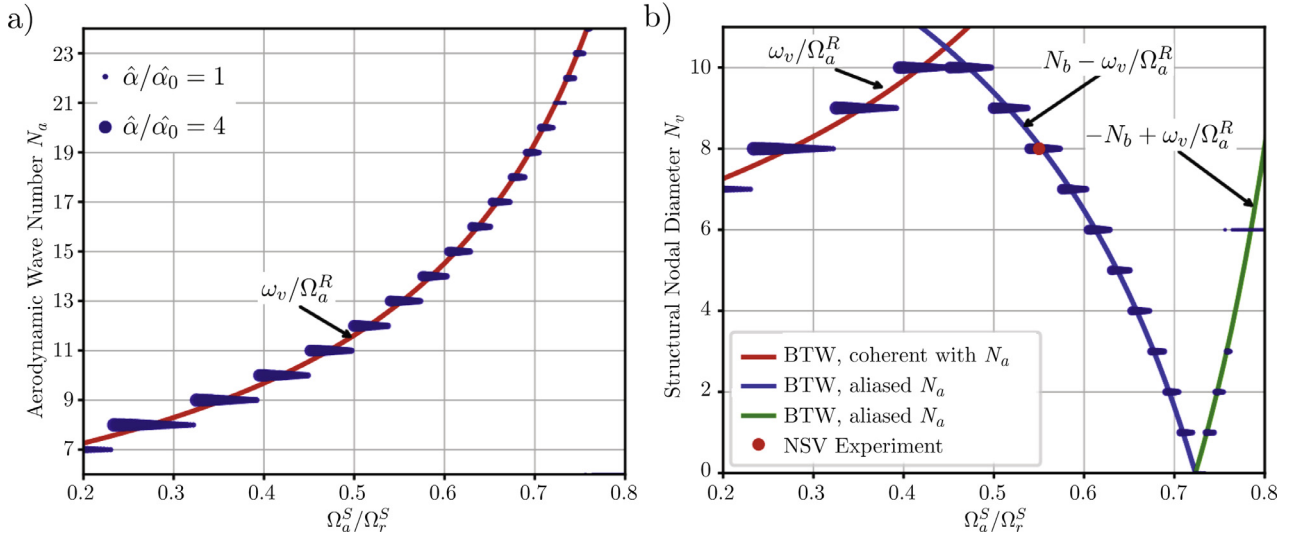 a)
Aerodynamic Wave Number N_a
23
21
19
17
15
13
11
9
7
α̂/α̂_0 = 1
α̂/α̂_0 = 4
ω_v/Ω_a^R
0.2 0.3 0.4 0.5 0.6 0.7 0.8
Ω_a^S/Ω_r^S
b)
Structural Nodal Diameter N_v
10
8
6
4
2
0
ω_v/Ω_a^R
N_b − ω_v/Ω_a^R
−N_b + ω_v/Ω_a^R
BTW, coherent with N_a
BTW, aliased N_a
BTW, aliased N_a
NSV Experiment
0.2 0.3 0.4 0.5 0.6 0.7 0.8
Ω_a^S/Ω_r^S